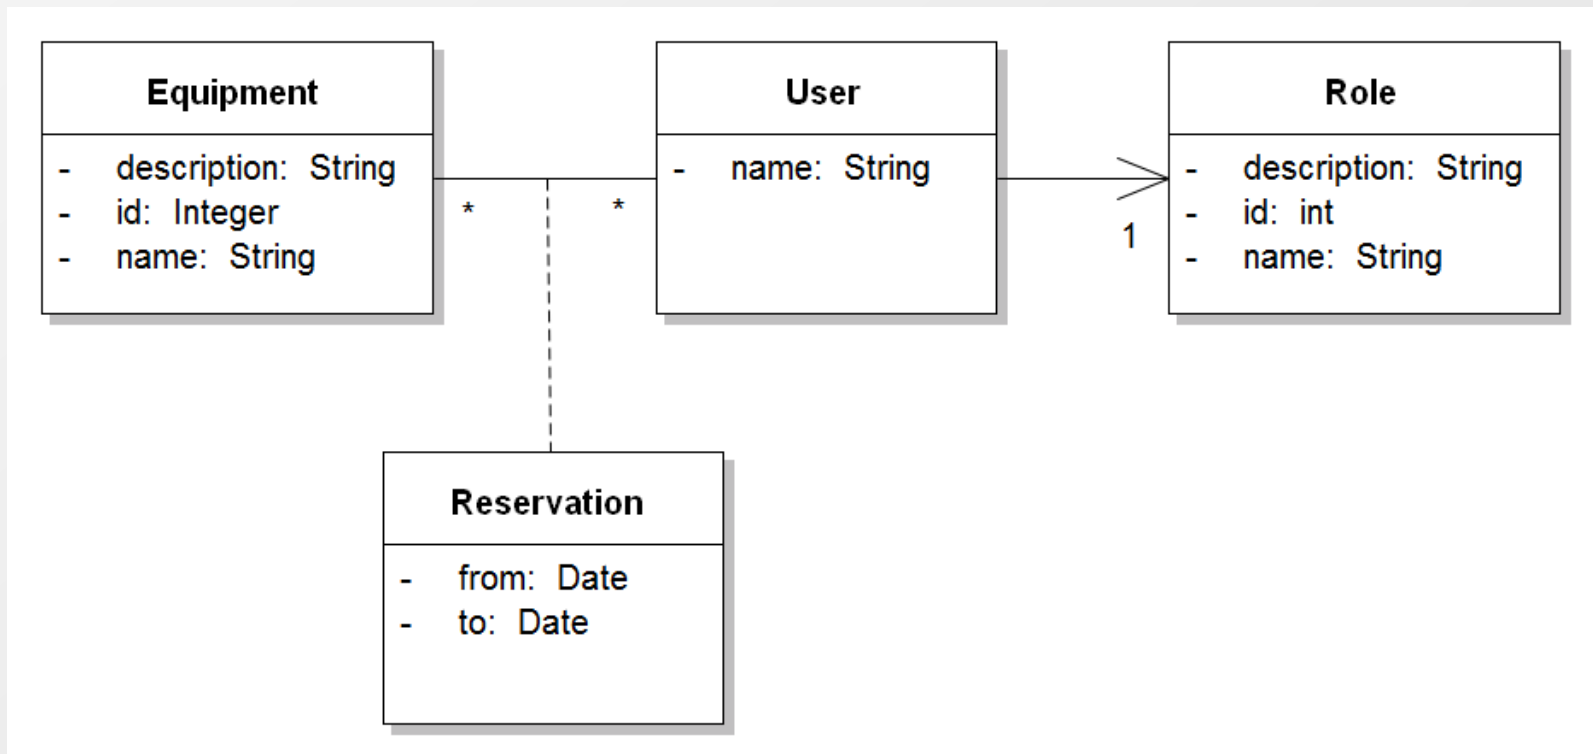 Equipment
- description: String
- id: Integer
- name: String
* *
User
- name: String
1
Role
- description: String
- id: int
- name: String
Reservation
- from: Date
- to: Date